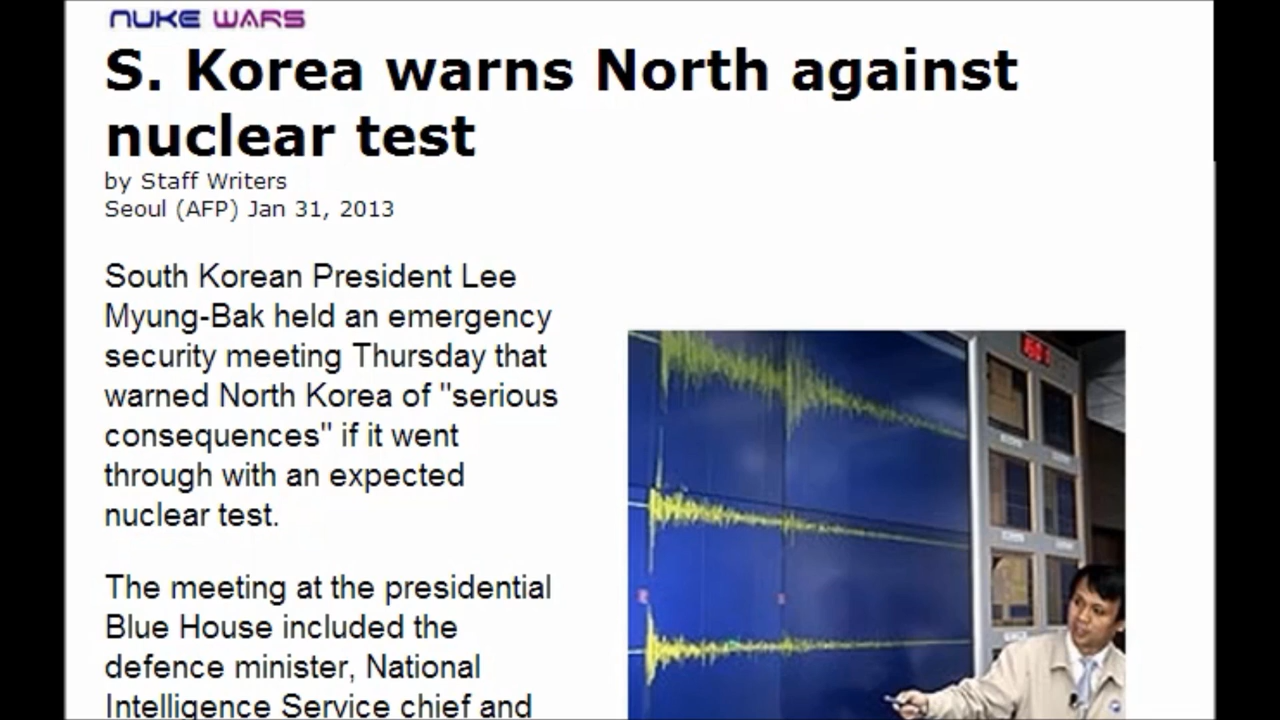 NUKE WARS
S. Korea warns North against
nuclear test
by Staff Writers
Seoul (AFP) Jan 31, 2013
South Korean President Lee
Myung-Bak held an emergency
security meeting Thursday that
warned North Korea of "serious
consequences" if it went
through with an expected
nuclear test.
The meeting at the presidential
Blue House included the
defence minister, National
Intelligence Service chief and